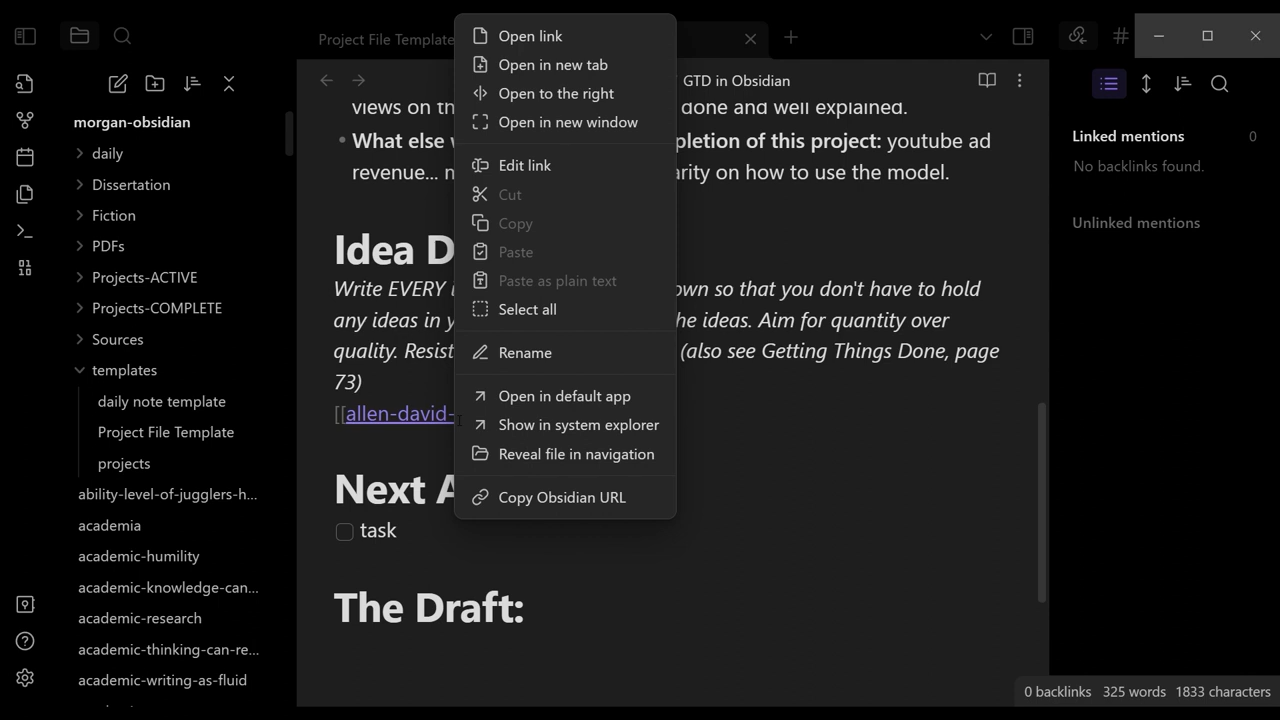 Project File Template
GTD in Obsidian
morgan-obsidian
daily
Dissertation
Fiction
PDFs
Projects-ACTIVE
Projects-COMPLETE
Sources
templates
daily note template
Project File Template
projects
ability-level-of-jugglers-h...
academia
academic-humility
academic-knowledge-can...
academic-research
academic-thinking-can-re...
academic-writing-as-fluid
views on th
done and well explained.
• What else
pletion of this project: youtube ad
revenue...
arity on how to use the model.
Idea D
Write EVERY
own so that you don't have to hold
any ideas in y
he ideas. Aim for quantity over
quality. Resist
(also see Getting Things Done, page
73)
[[allen-david-
Next A
task
The Draft:
Open link
Open in new tab
Open to the right
Open in new window
Edit link
Cut
Copy
Paste
Paste as plain text
Select all
Rename
Open in default app
Show in system explorer
Reveal file in navigation
Copy Obsidian URL
Linked mentions 0
No backlinks found.
Unlinked mentions
0 backlinks 325 words 1833 characters